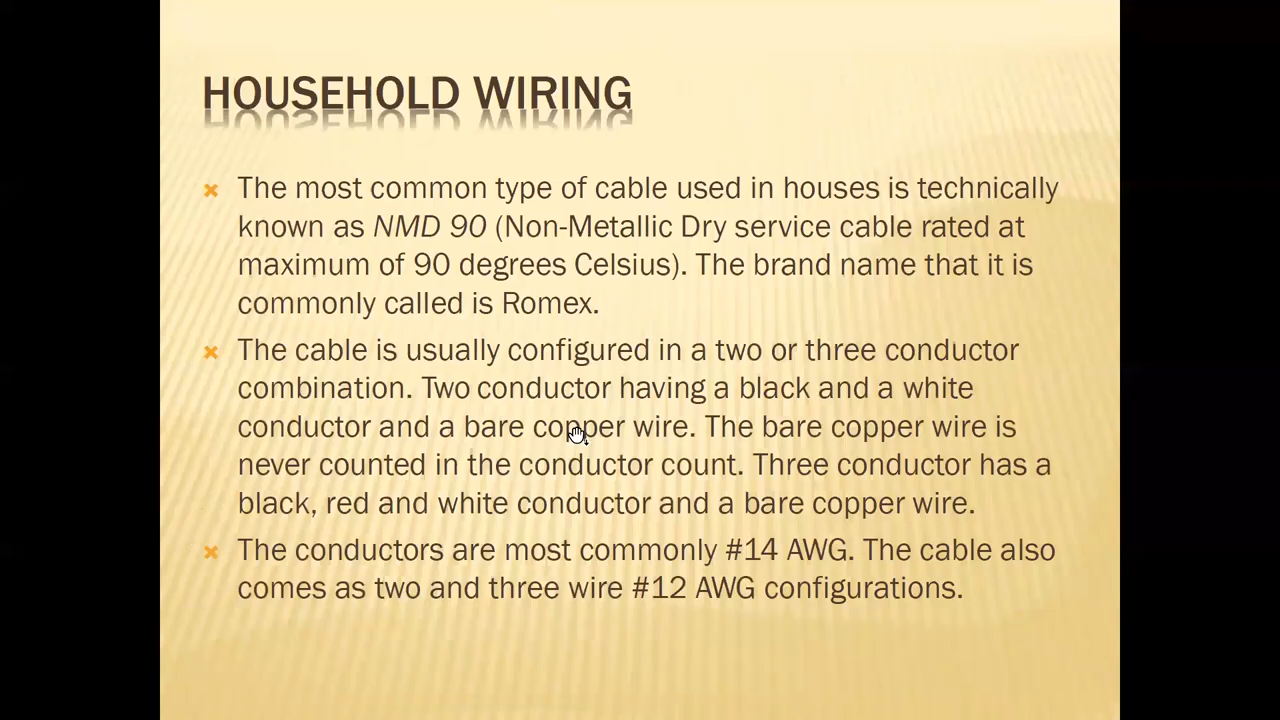 HOUSEHOLD WIRING
The most common type of cable used in houses is technically
known as NMD 90 (Non-Metallic Dry service cable rated at
maximum of 90 degrees Celsius). The brand name that it is
commonly called is Romex.
The cable is usually configured in a two or three conductor
combination. Two conductor having a black and a white
conductor and a bare copper wire. The bare copper wire is
never counted in the conductor count. Three conductor has a
black, red and white conductor and a bare copper wire.
The conductors are most commonly #14 AWG. The cable also
comes as two and three wire #12 AWG configurations.